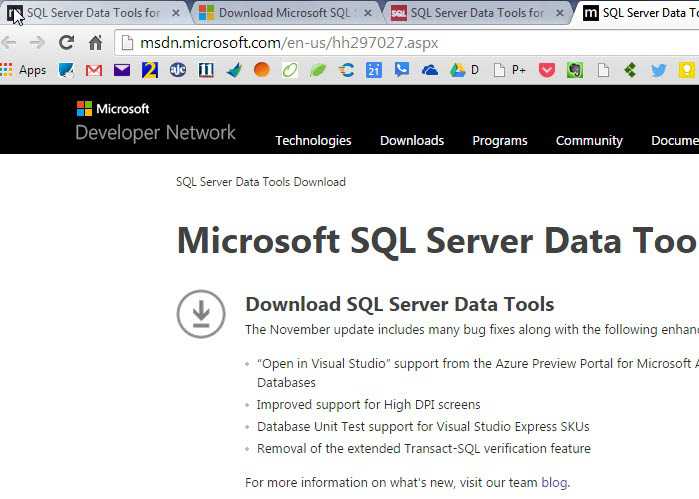 SQL Server Data Tools for
Download Microsoft SQL S
SQL Server Data Tools for
SQL Server Data To
msdn.microsoft.com/en-us/hh297027.aspx
Apps
2
ajc
21
D
P+
Microsoft
Developer Network
Technologies Downloads Programs Community Docume
SQL Server Data Tools Download
Microsoft SQL Server Data Too
Download SQL Server Data Tools
The November update includes many bug fixes along with the following enhanc
• “Open in Visual Studio” support from the Azure Preview Portal for Microsoft A
Databases
• Improved support for High DPI screens
• Database Unit Test support for Visual Studio Express SKUs
• Removal of the extended Transact-SQL verification feature
For more information on what's new, visit our team blog.